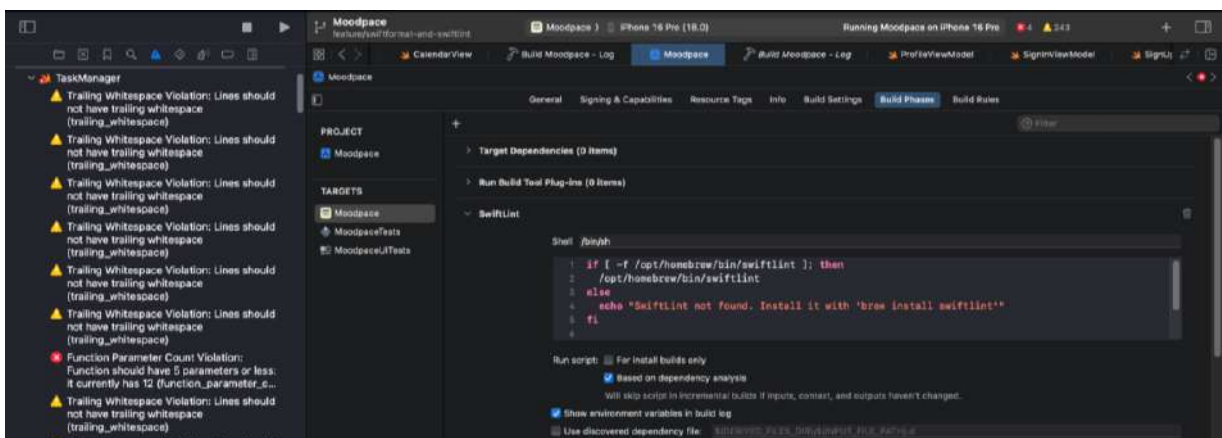 Moodpace
feature/swiftformat-and-swiftlint
Moodpace
iPhone 16 Pro (18.0)
Running Moodpace on iPhone 16 Pro
4
243
CalendarView
Build Moodpace - Log
Moodpace
Build Moodpace - Log
ProfileViewModel
SignInViewModel
Moodpace
General
Signing & Capabilities
Resource Tags
Info
Build Settings
Build Phases
Build Rules
Filter
TaskManager
Trailing Whitespace Violation: Lines should
not have trailing whitespace
(trailing_whitespace)
Trailing Whitespace Violation: Lines should
not have trailing whitespace
(trailing_whitespace)
Trailing Whitespace Violation: Lines should
not have trailing whitespace
(trailing_whitespace)
Trailing Whitespace Violation: Lines should
not have trailing whitespace
(trailing_whitespace)
Trailing Whitespace Violation: Lines should
not have trailing whitespace
(trailing_whitespace)
Trailing Whitespace Violation: Lines should
not have trailing whitespace
(trailing_whitespace)
Function Parameter Count Violation:
Function should have 5 parameters or less:
it currently has 12 (function_parameter_c...
Trailing Whitespace Violation: Lines should
not have trailing whitespace
(trailing_whitespace)
PROJECT
Moodpace
TARGETS
Moodpace
MoodpaceTests
MoodpaceUITests
Target Dependencies (0 items)
Run Build Tool Plug-ins (0 items)
SwiftLint
Shell /bin/sh
1 if [ -f /opt/homebrew/bin/swiftlint ]; then
2 /opt/homebrew/bin/swiftlint
3 else
4 echo "SwiftLint not found. Install it with 'brew install swiftlint'"
5 fi
6
Run script: For install builds only
Based on dependency analysis
Will skip script in incremental builds if inputs, context, and outputs haven't changed.
Show environment variables in build log
Use discovered dependency file: